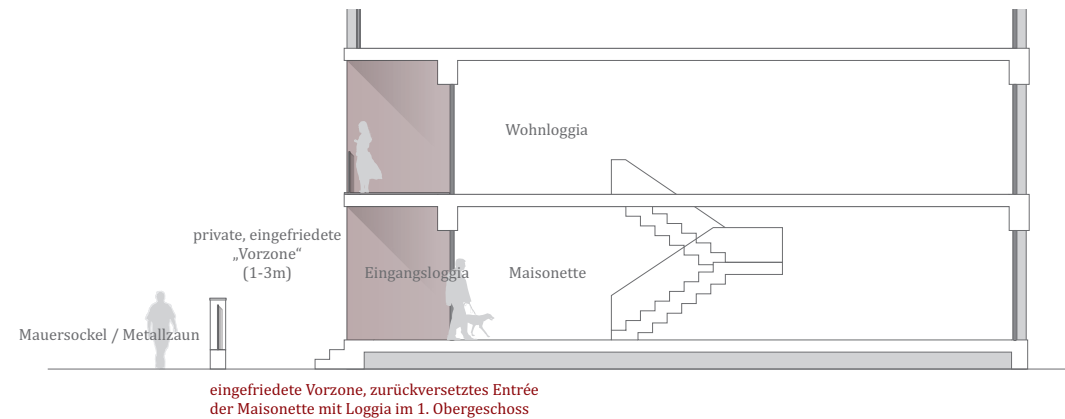 Wohnloggia
private, eingefriedete
„Vorzone“
(1-3m)
Eingangsloggia
Maisonette
Mauersockel / Metallzaun
eingefriedete Vorzone, zurückversetztes Entrée
der Maisonette mit Loggia im 1. Obergeschoss